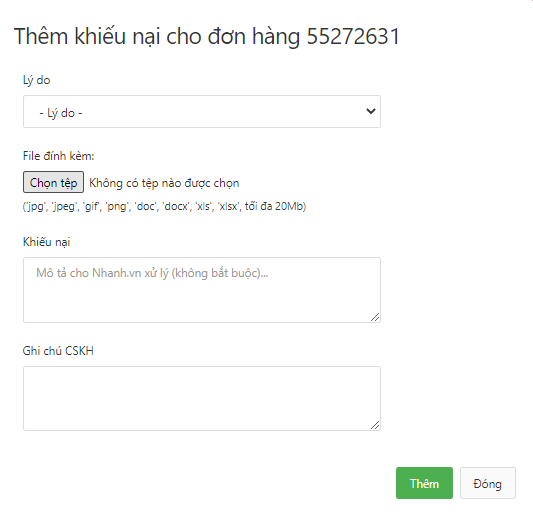 Thêm khiếu nại cho đơn hàng 55272631
Lý do
- Lý do -
File đính kèm:
Chọn tệp Không có tệp nào được chọn
('jpg', 'jpeg', 'gif', 'png', 'doc', 'docx', 'xls', 'xlsx', tối đa 20Mb)
Khiếu nại
Mô tả cho Nhanh.vn xử lý (không bắt buộc)...
Ghi chú CSKH
Thêm Đóng